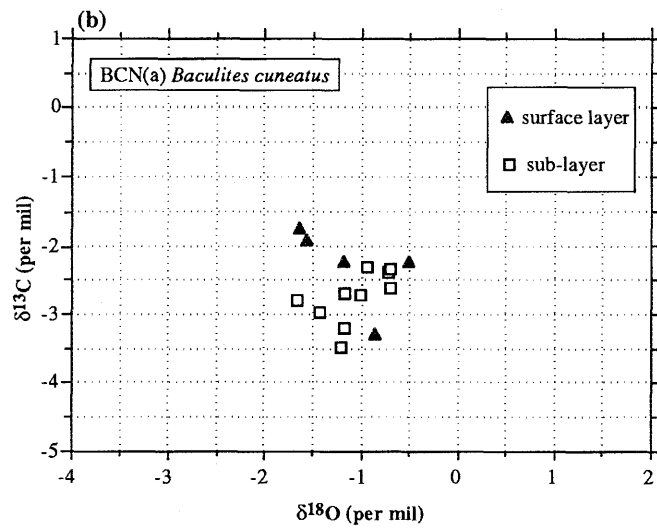 (b)
1
0
-1
-2
-3
-4
-5
δ13C (per mil)
BCN(a) Baculites cuneatus
surface layer
sub-layer
-4
-3
-2
-1
0
1
2
δ18O (per mil)